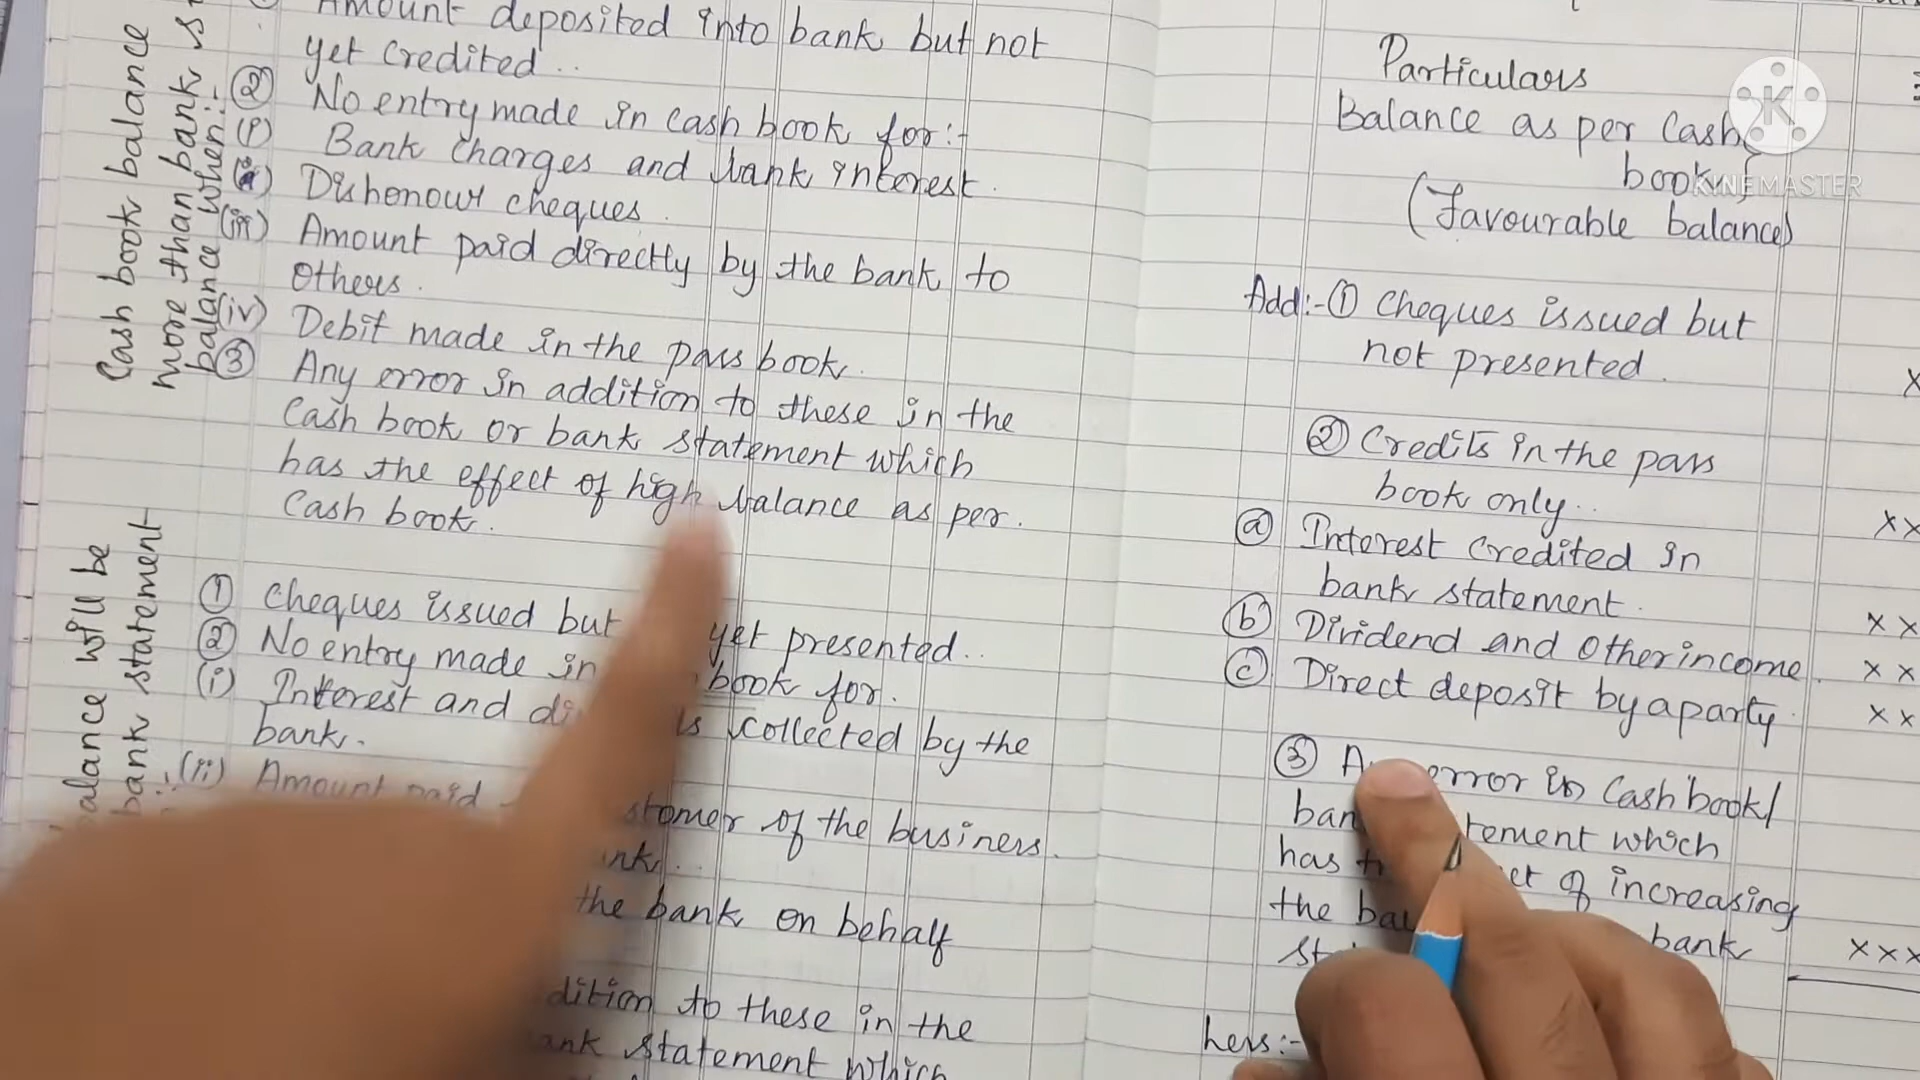 Amount deposited into bank but not
yet credited..
② No entry made in cash book for:-
(i) Bank charges and bank interest.
(ii) Dishonour cheques.
(iii) Amount paid directly by the bank to
others.
(iv) Debit made in the pass book.
③ Any error in addition to these in the
Cash book or bank statement which
has the effect of high balance as per.
Cash book.
Cash book balance
more than bank
balance when:-
① Cheques issued but yet presented..
② No entry made in book for.
(i) Interest and collected by the
bank.
(ii) Amount paid customer of the business.
the bank on behalf
to these in the
statement which
balance will be
bank statement
Particulars
Balance as per Cash
book
(Favourable balance)
Add:- ① Cheques issued but
not presented.
② Credits in the pass
book only..
ⓐ Interest credited in
bank statement.
ⓑ Dividend and Other income.
ⓒ Direct deposit by a party.
③ error in Cash book/
which
has of increasing
the bank
x
xx
xx
xx
xx
xxx
K
KINEMASTER